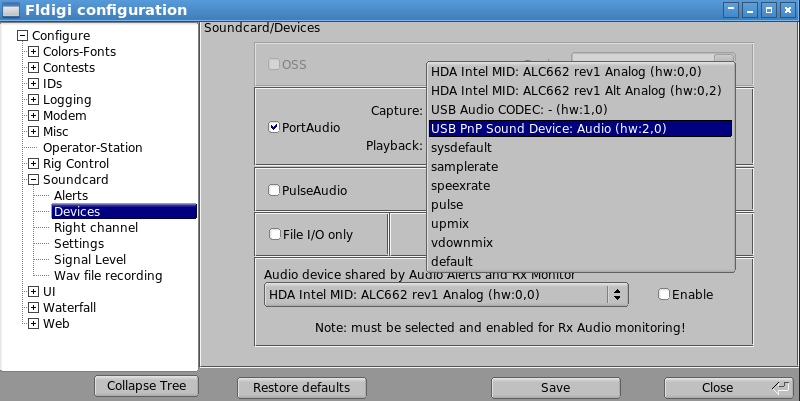 Fldigi configuration
Configure
Colors-Fonts
Contests
IDs
Logging
Modem
Misc
Operator-Station
Rig Control
Soundcard
Alerts
Devices
Right channel
Settings
Signal Level
Wav file recording
UI
Waterfall
Web
Collapse Tree
Soundcard/Devices
OSS
PortAudio
Capture:
Playback:
HDA Intel MID: ALC662 rev1 Analog (hw:0,0)
HDA Intel MID: ALC662 rev1 Alt Analog (hw:0,2)
USB Audio CODEC: - (hw:1,0)
USB PnP Sound Device: Audio (hw:2,0)
sysdefault
samplerate
speexrate
pulse
upmix
vdownmix
default
PulseAudio
File I/O only
Audio device shared by Audio Alerts and Rx Monitor
HDA Intel MID: ALC662 rev1 Analog (hw:0,0)
Enable
Note: must be selected and enabled for Rx Audio monitoring!
Restore defaults
Save
Close